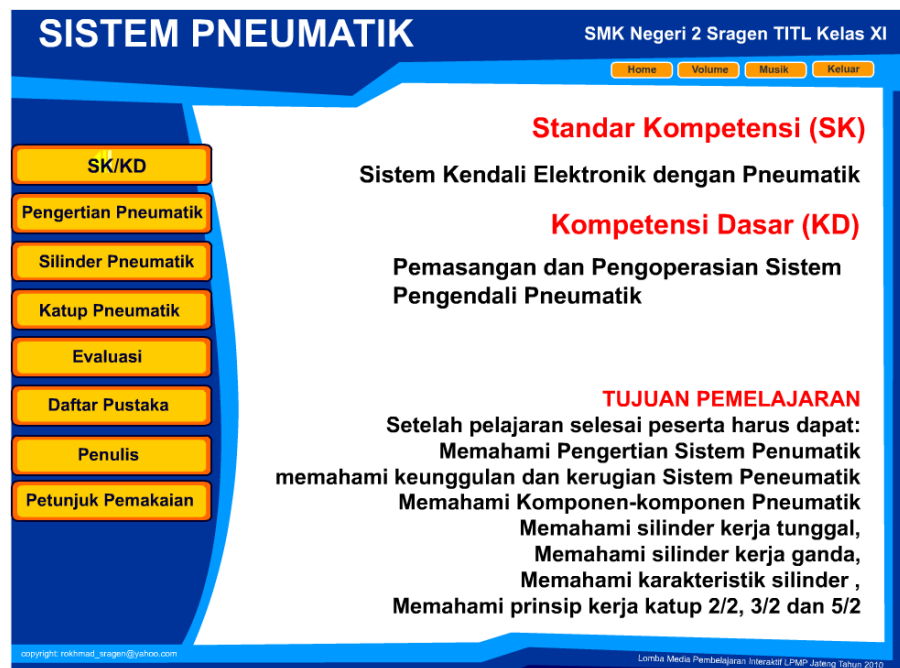 SISTEM PNEUMATIK
SMK Negeri 2 Sragen TITL Kelas XI
Home
Volume
Musik
Keluar
SK/KD
Pengertian Pneumatik
Silinder Pneumatik
Katup Pneumatik
Evaluasi
Daftar Pustaka
Penulis
Petunjuk Pemakaian
Standar Kompetensi (SK)
Sistem Kendali Elektronik dengan Pneumatik
Kompetensi Dasar (KD)
Pemasangan dan Pengoperasian Sistem
Pengendali Pneumatik
TUJUAN PEMELAJARAN
Setelah pelajaran selesai peserta harus dapat:
Memahami Pengertian Sistem Penumatik
memahami keunggulan dan kerugian Sistem Peneumatik
Memahami Komponen-komponen Pneumatik
Memahami silinder kerja tunggal,
Memahami silinder kerja ganda,
Memahami karakteristik silinder ,
Memahami prinsip kerja katup 2/2, 3/2 dan 5/2
copyright: rokhmad_sragen@yahoo.com
Lomba Media Pembelajaran Interaktif LPMP Jateng Tahun 2010